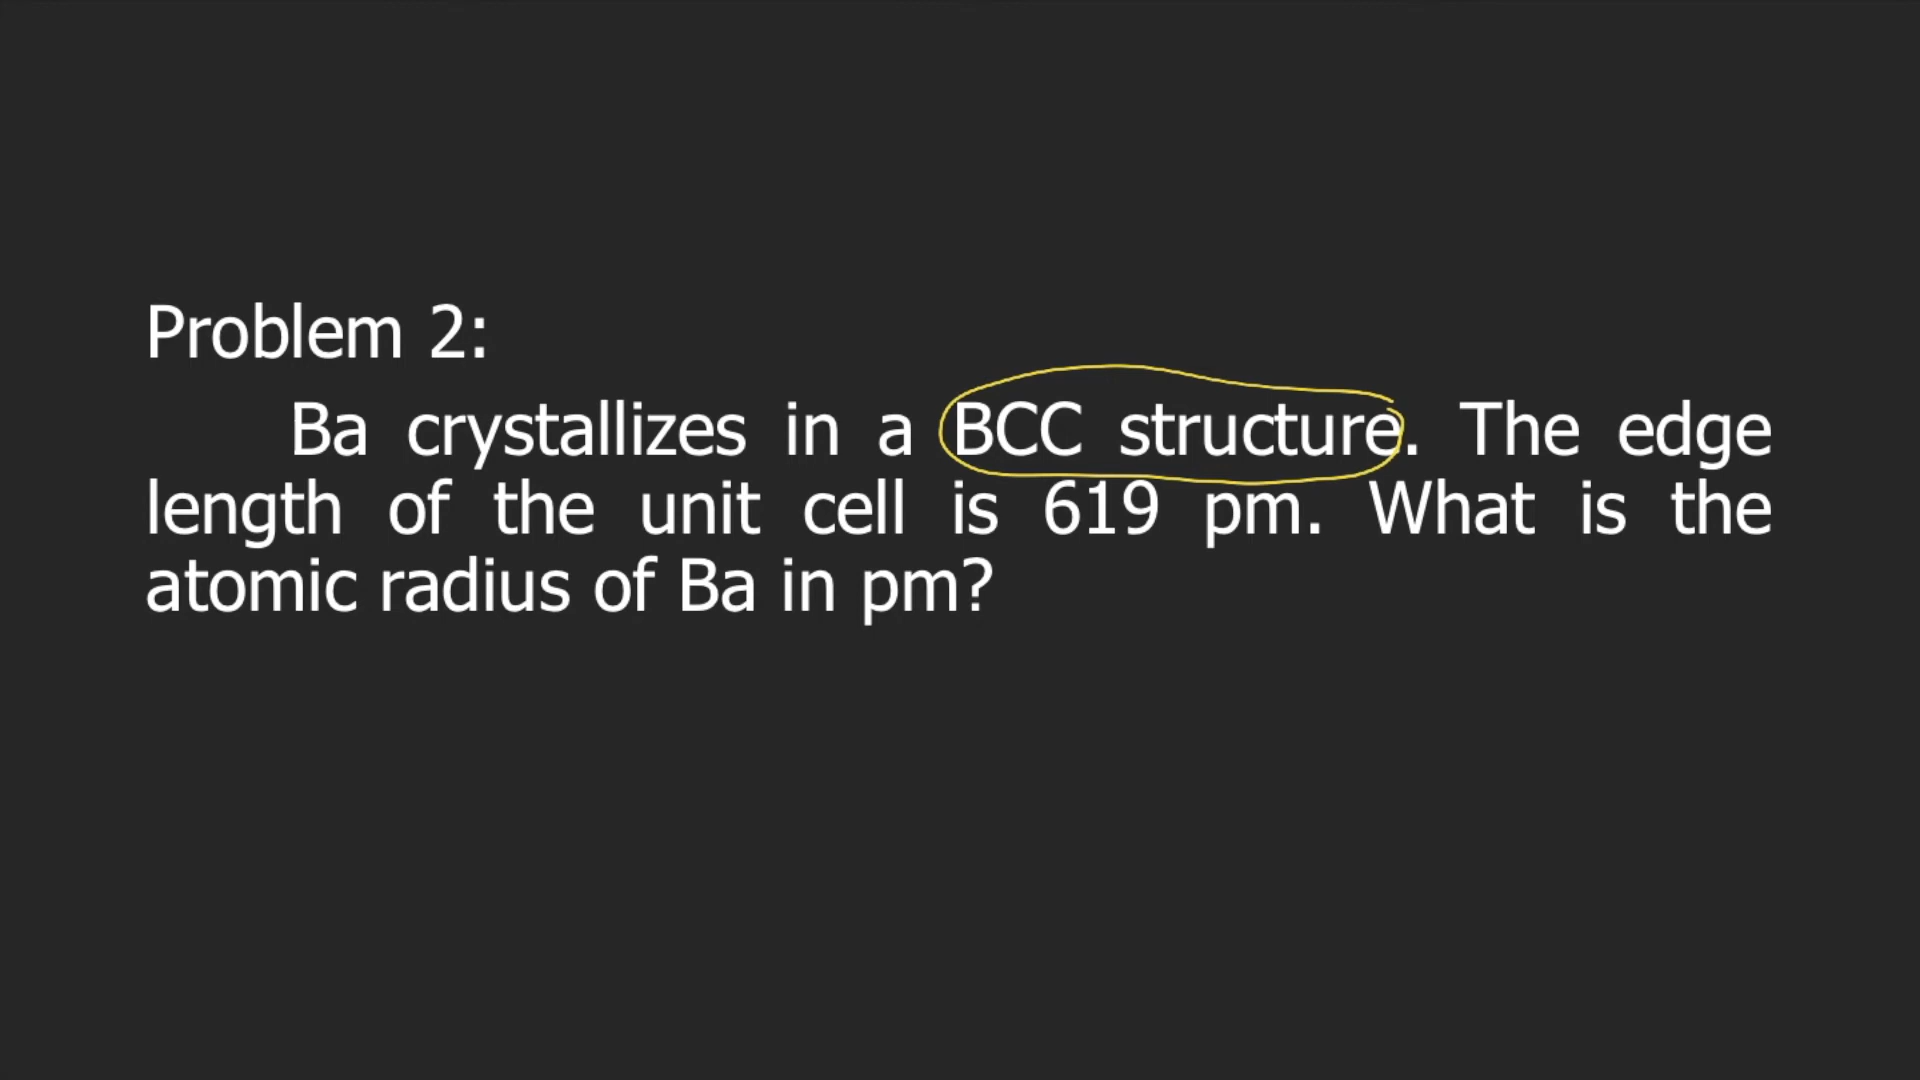 Problem 2:
Ba crystallizes in a BCC structure. The edge
length of the unit cell is 619 pm. What is the
atomic radius of Ba in pm?